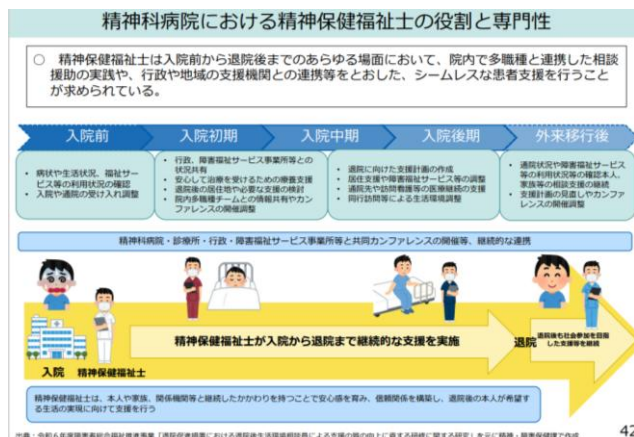 精神科病院における精神保健福祉士の役割と専門性
○ 精神保健福祉士は入院前から退院後までのあらゆる場面において、院内で多職種と連携した相談
援助の実践や、行政や地域の支援機関との連携等をとおした、シームレスな患者支援を行うこと
が求められている。
入院前
入院初期
入院中期
入院後期
外来移行後
• 病状や生活状況、福祉サー
ビス等の利用状況の確認
• 入院や通院の受け入れ調整
• 行政、障害福祉サービス事業所等との
状況共有
• 安心して治療を受けるための療養支援
• 退院後の居住地や必要な支援の検討
• 院内多職種チームとの情報共有やカン
ファレンスの開催調整
• 退院に向けた支援計画の作成
• 居住支援や障害福祉サービス等の調整
• 通院先や訪問看護等の医療継続の支援
• 同行訪問等による生活環境調整
• 通院状況や障害福祉サービス
等の利用状況等の確認本人、
家族等の相談支援の継続
• 支援計画の見直しやカンファ
レンスの開催調整
精神科病院・診療所・行政・障害福祉サービス事業所等と共同カンファレンスの開催等、継続的な連携
精神保健福祉士が入院から退院まで継続的な支援を実施
退院
退院後も社会参加を目指
した支援等を継続
入院
精神保健福祉士
精神保健福祉士は、本人や家族、関係機関等と継続したかかわりを持つことで安心感を育み、信頼関係を構築し、退院後の本人が希望す
る生活の実現に向けて支援を行う
42